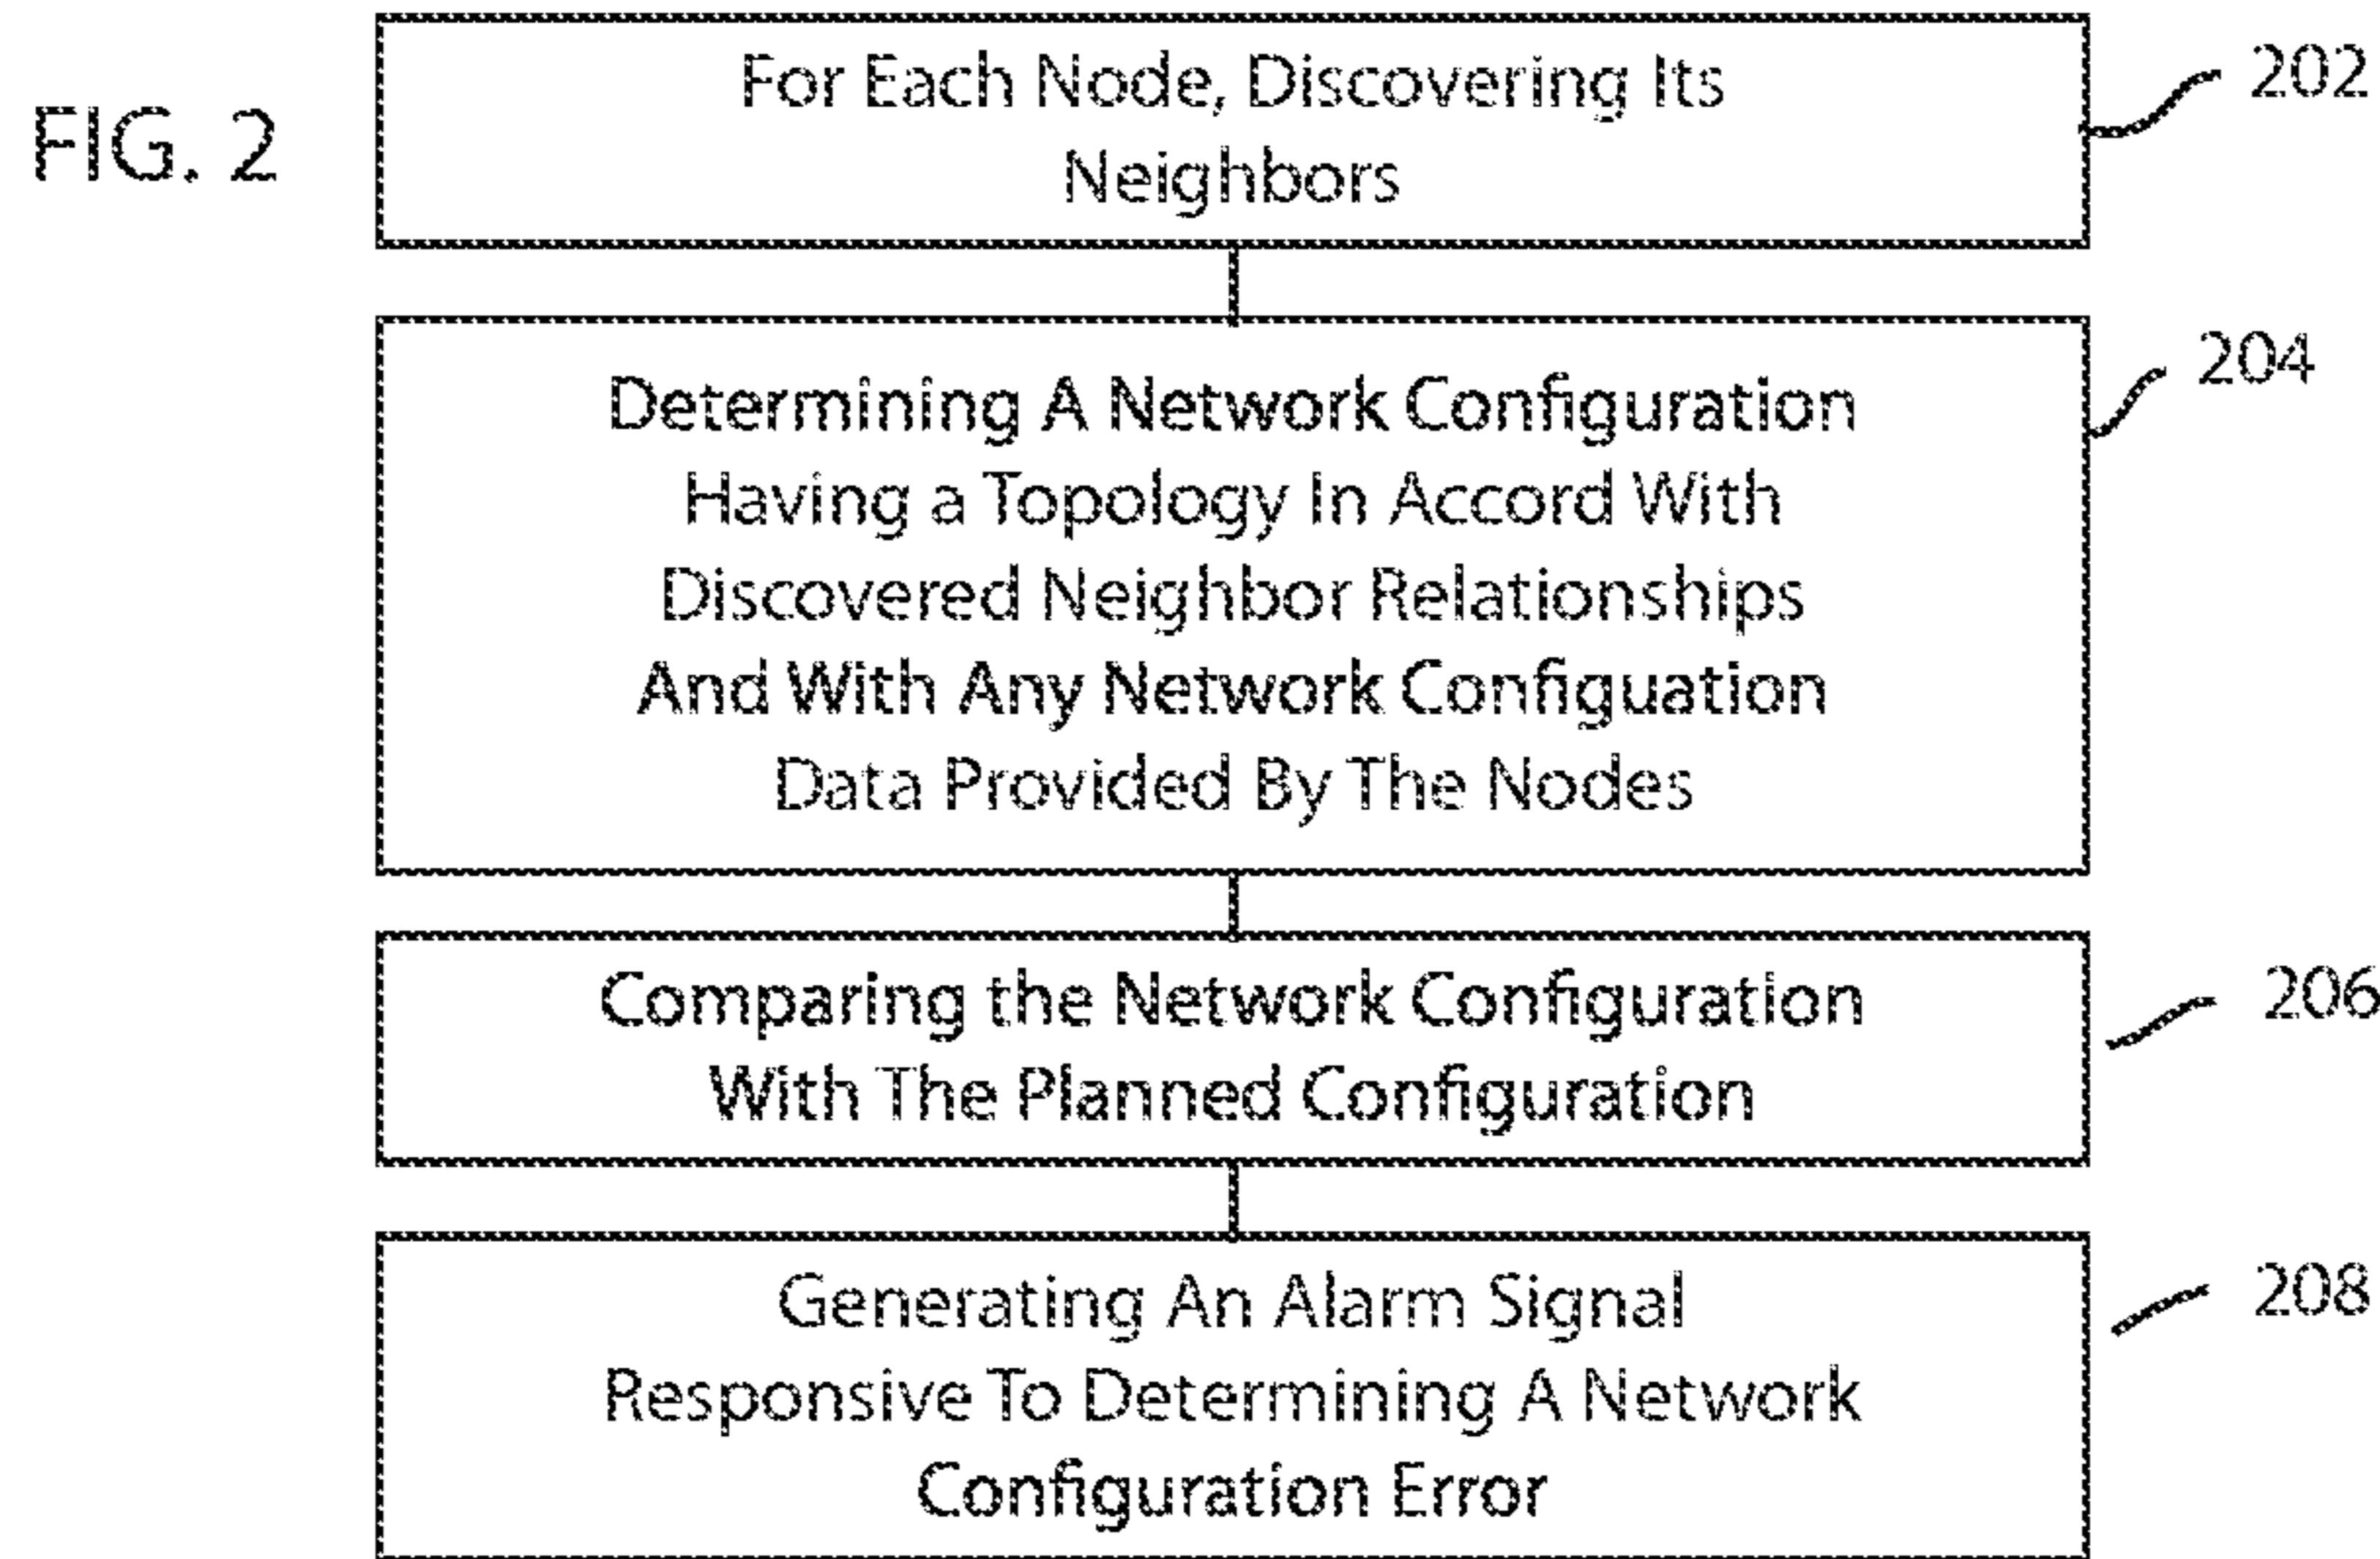 FIG. 2
For Each Node, Discovering Its
Neighbors
202
Determining A Network Configuration
Having a Topology In Accord With
Discovered Neighbor Relationships
And With Any Network Configuation
Data Provided By The Nodes
204
Comparing the Network Configuration
With The Planned Configuration
206
Generating An Alarm Signal
Responsive To Determining A Network
Configuration Error
208